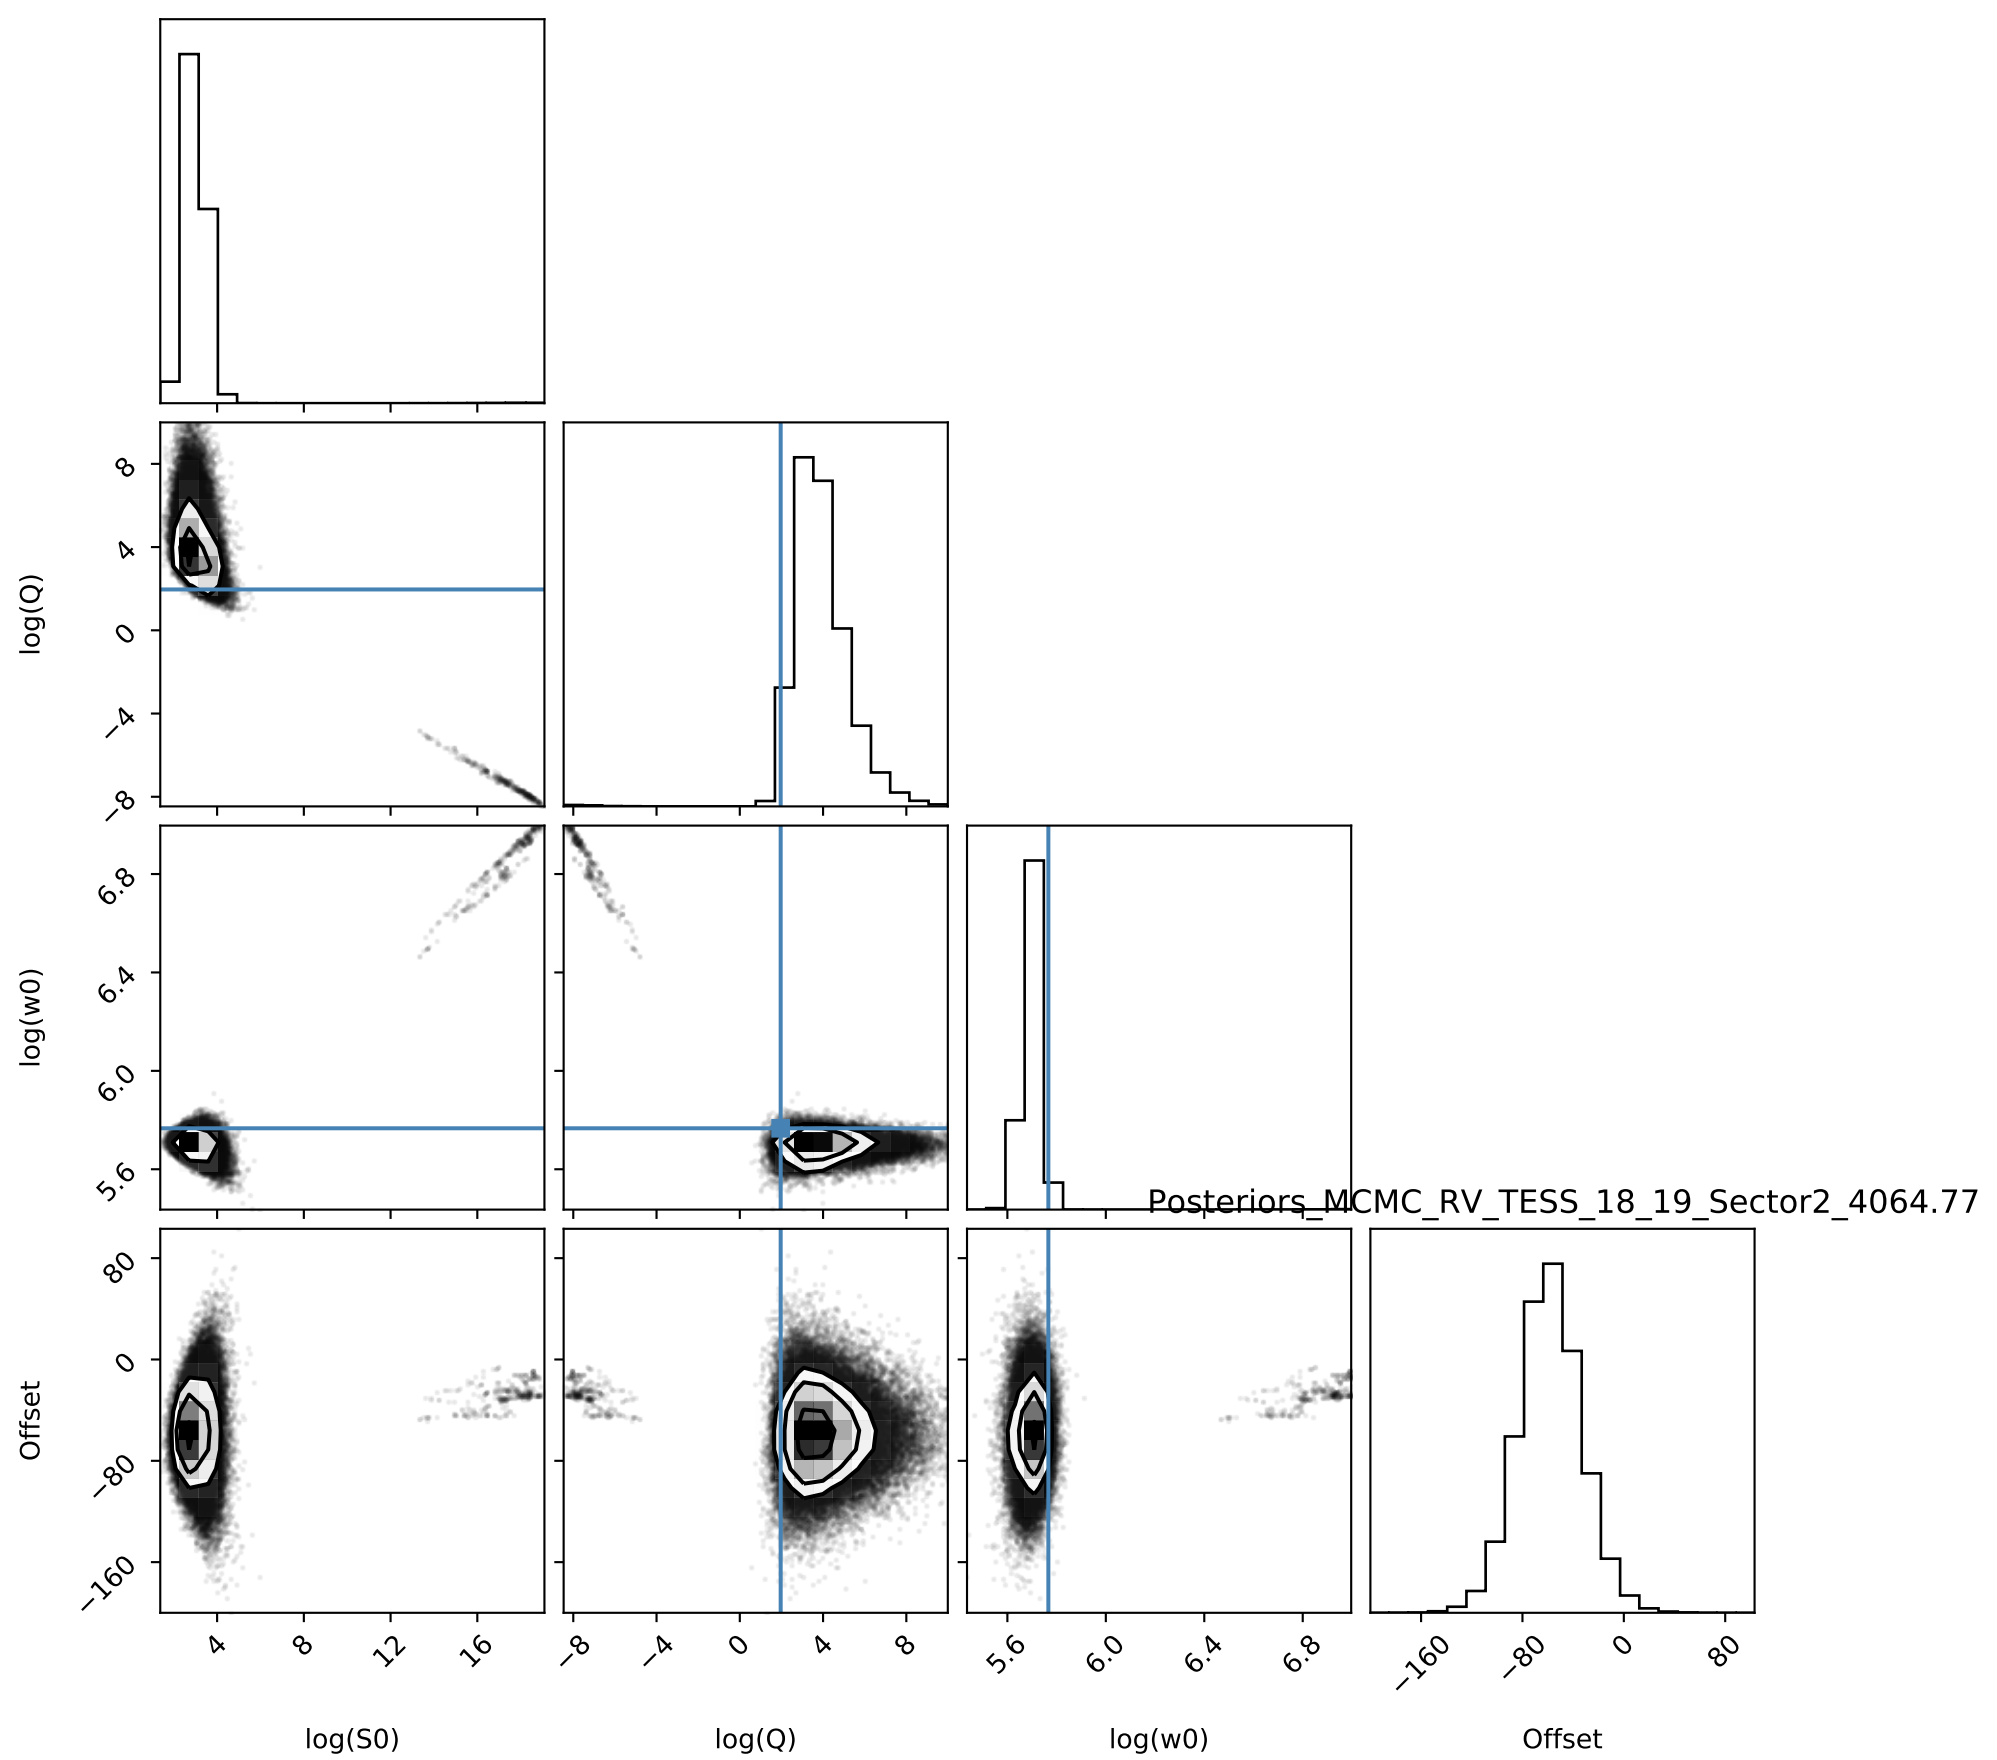 8
4
0
−4
−8
log(Q)
6.8
6.4
6.0
5.6
log(w0)
Posteriors_MCMC_RV_TESS_18_19_Sector2_4064.77
80
0
−80
−160
Offset
4 8 12 16
−8 −4 0 4 8
5.6 6.0 6.4 6.8
−160 −80 0 80
log(S0) log(Q) log(w0) Offset